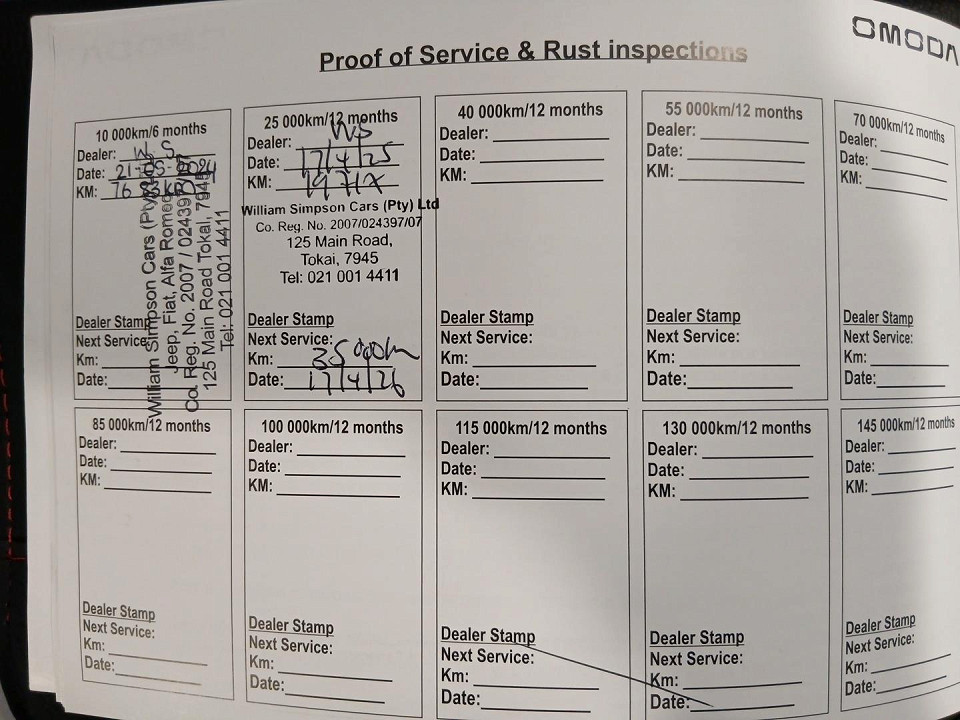 OMODA
Proof of Service & Rust inspections
10 000km/6 months
Dealer: W S
Date:
KM:
William Simpson Cars (Pty)
Jeep, Fiat, Alfa Romeo
Co. Reg. No. 2007 / 024397/07
125 Main Road Tokai, 7945
Tel: 021 001 4411
Dealer Stamp
Next Service:
Km:
Date:
25 000km/12 months
Dealer: WS
Date: 17/4/25
KM:
William Simpson Cars (Pty) Ltd
Co. Reg. No. 2007/024397/07
125 Main Road,
Tokai, 7945
Tel: 021 001 4411
Dealer Stamp
Next Service:
Km: 35 000km
Date: 17/4/26
40 000km/12 months
Dealer:
Date:
KM:
Dealer Stamp
Next Service:
Km:
Date:
55 000km/12 months
Dealer:
Date:
KM:
Dealer Stamp
Next Service:
Km:
Date:
70 000km/12 months
Dealer:
Date:
KM:
Dealer Stamp
Next Service:
Km:
Date:
85 000km/12 months
Dealer:
Date:
KM:
Dealer Stamp
Next Service:
Km:
Date:
100 000km/12 months
Dealer:
Date:
KM:
Dealer Stamp
Next Service:
Km:
Date:
115 000km/12 months
Dealer:
Date:
KM:
Dealer Stamp
Next Service:
Km:
Date:
130 000km/12 months
Dealer:
Date:
KM:
Dealer Stamp
Next Service:
Km:
Date:
145 000km/12 months
Dealer:
Date:
KM:
Dealer Stamp
Next Service:
Km:
Date: